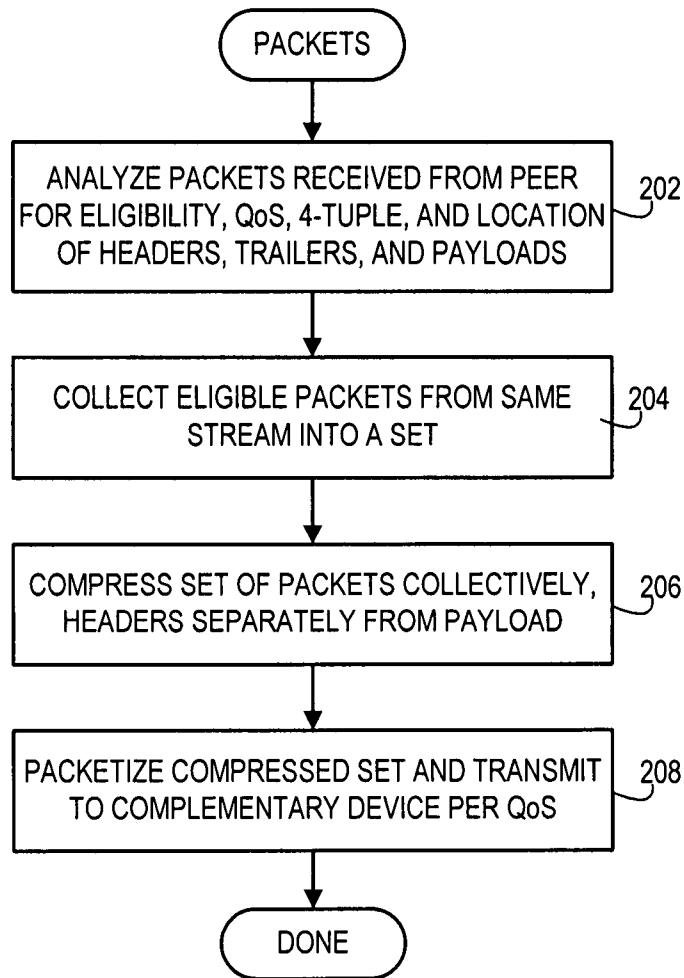 PACKETS
ANALYZE PACKETS RECEIVED FROM PEER
FOR ELIGIBILITY, QoS, 4-TUPLE, AND LOCATION
OF HEADERS, TRAILERS, AND PAYLOADS
202
COLLECT ELIGIBLE PACKETS FROM SAME
STREAM INTO A SET
204
COMPRESS SET OF PACKETS COLLECTIVELY,
HEADERS SEPARATELY FROM PAYLOAD
206
PACKETIZE COMPRESSED SET AND TRANSMIT
TO COMPLEMENTARY DEVICE PER QoS
208
DONE